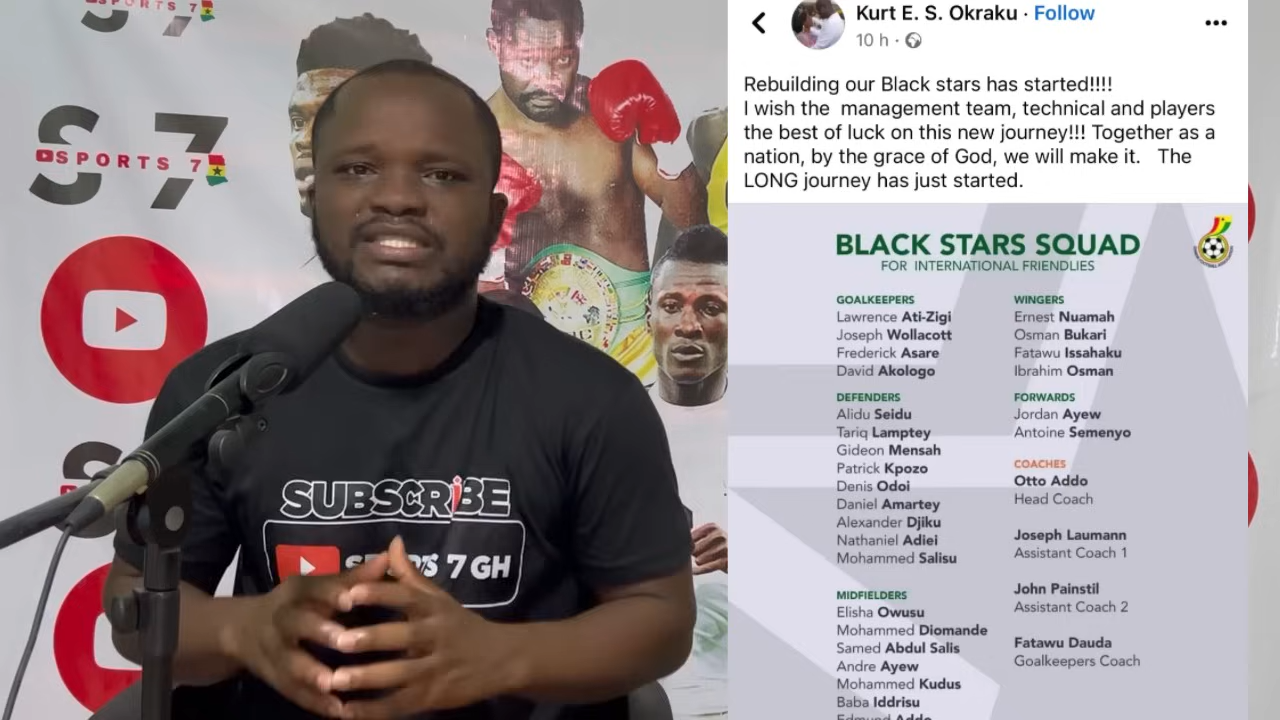 SPORTS 7
S7
SPORTS 7
SUBSCRiBE
SPORTS 7 GH
Kurt E. S. Okraku · Follow
10 h ·
Rebuilding our Black stars has started!!!!
I wish the management team, technical and players
the best of luck on this new journey!!! Together as a
nation, by the grace of God, we will make it. The
LONG journey has just started.
BLACK STARS SQUAD
FOR INTERNATIONAL FRIENDLIES
GOALKEEPERS
Lawrence Ati-Zigi
Joseph Wollacott
Frederick Asare
David Akologo
DEFENDERS
Alidu Seidu
Tariq Lamptey
Gideon Mensah
Patrick Kpozo
Denis Odoi
Daniel Amartey
Alexander Djiku
Nathaniel Adjei
Mohammed Salisu
MIDFIELDERS
Elisha Owusu
Mohammed Diomande
Samed Abdul Salis
Andre Ayew
Mohammed Kudus
Baba Iddrisu
Edmund Addo
WINGERS
Ernest Nuamah
Osman Bukari
Fatawu Issahaku
Ibrahim Osman
FORWARDS
Jordan Ayew
Antoine Semenyo
COACHES
Otto Addo
Head Coach
Joseph Laumann
Assistant Coach 1
John Painstil
Assistant Coach 2
Fatawu Dauda
Goalkeepers Coach